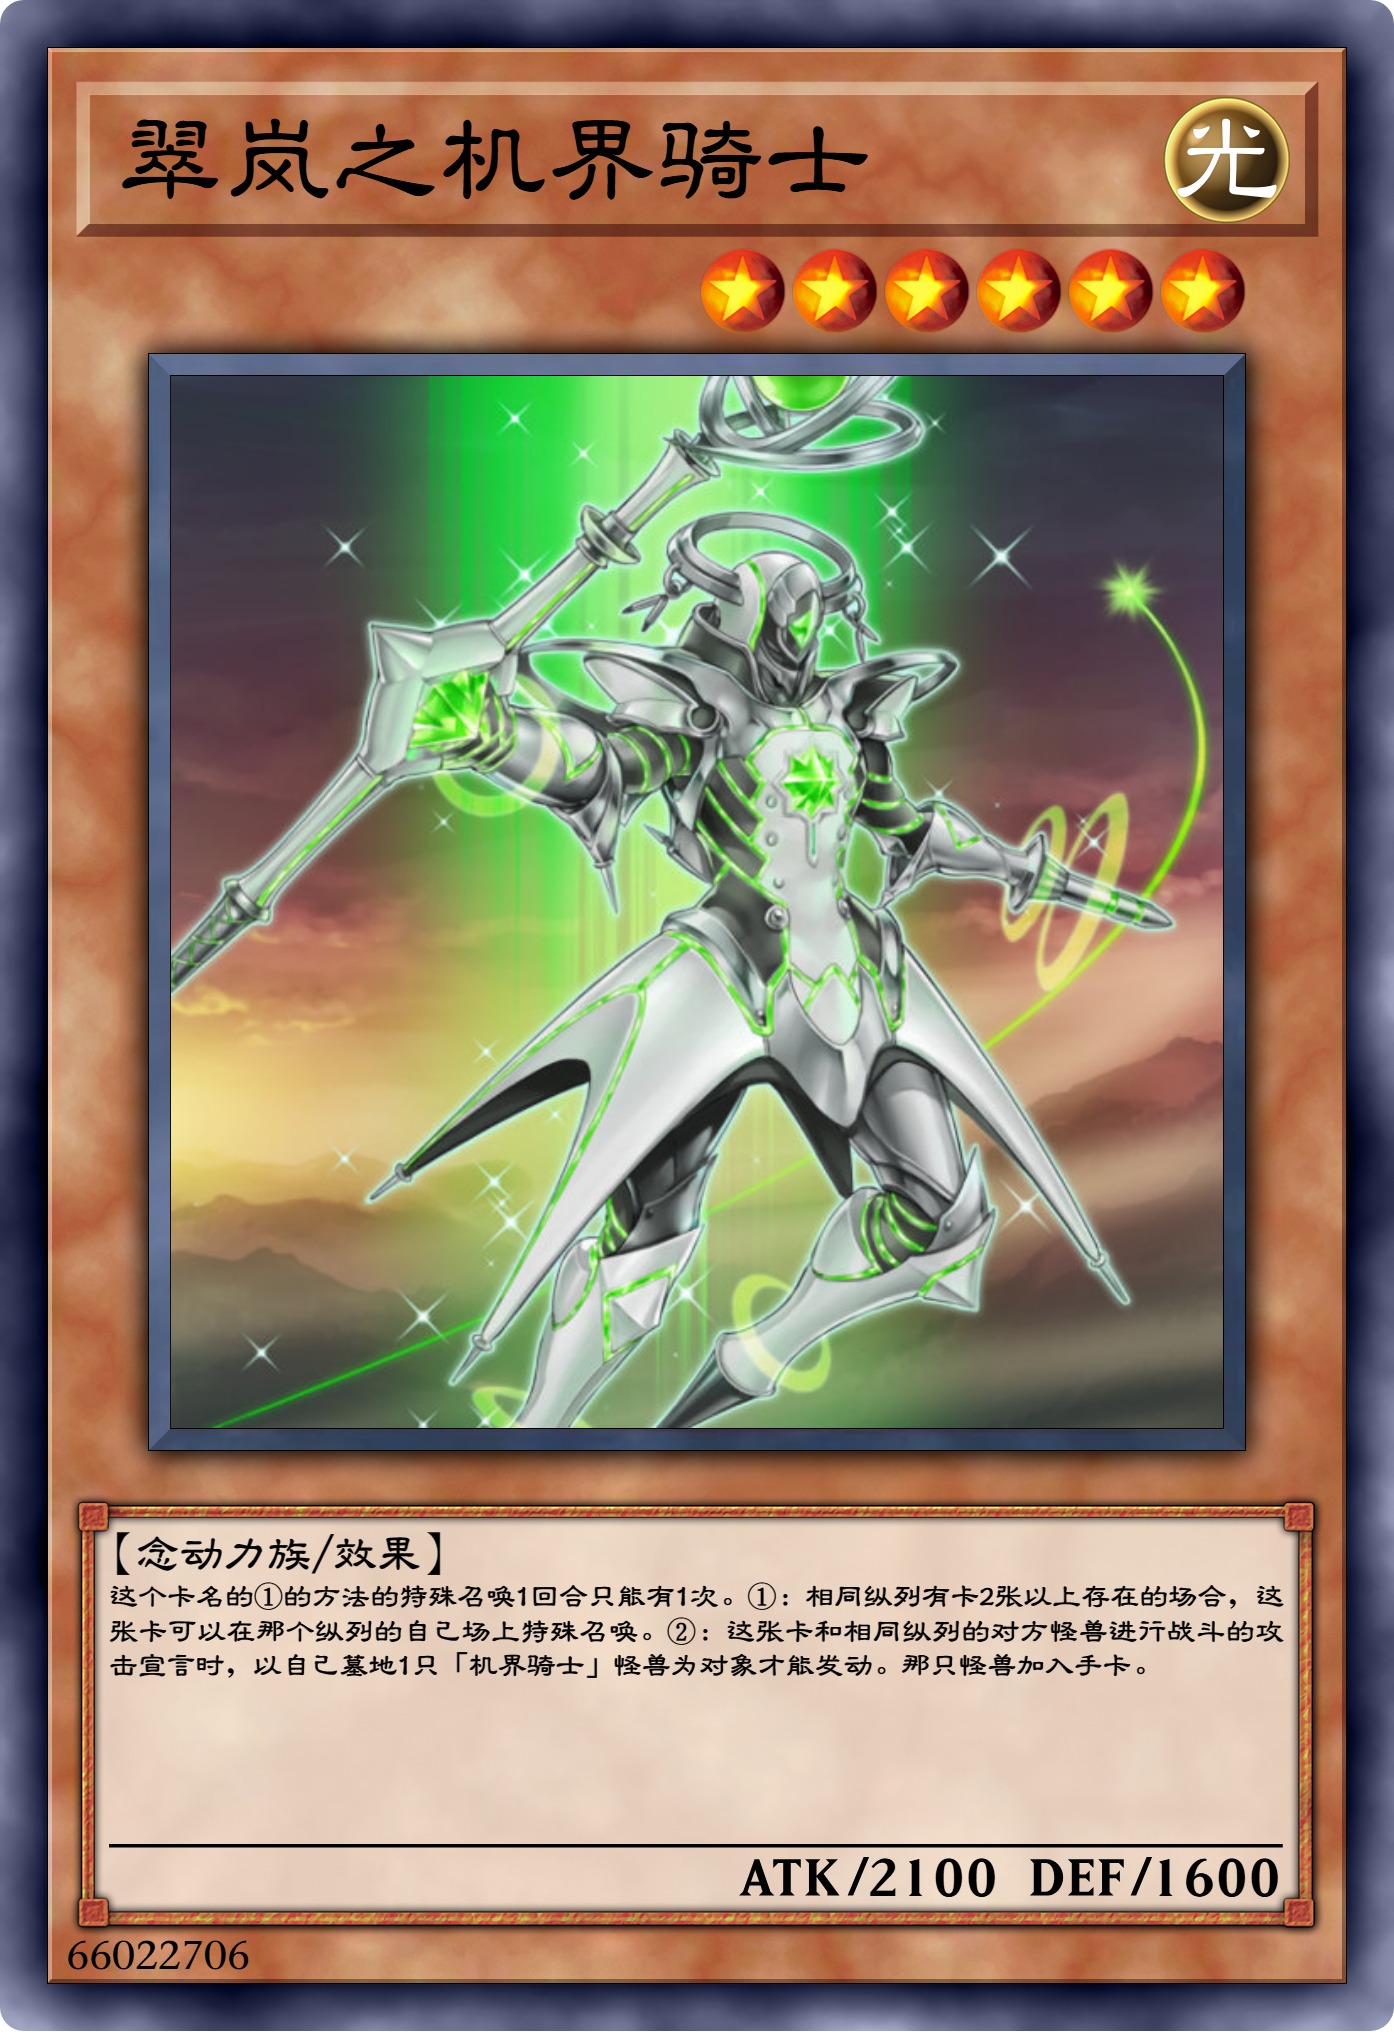 翠岚之机界骑士
光
【念动力族/效果】
这个卡名的①的方法的特殊召唤1回合只能有1次。①：相同纵列有卡2张以上存在的场合，这
张卡可以在那个纵列的自己场上特殊召唤。②：这张卡和相同纵列的对方怪兽进行战斗的攻
击宣言时，以自己墓地1只「机界骑士」怪兽为对象才能发动。那只怪兽加入手卡。
ATK/2100 DEF/1600
66022706